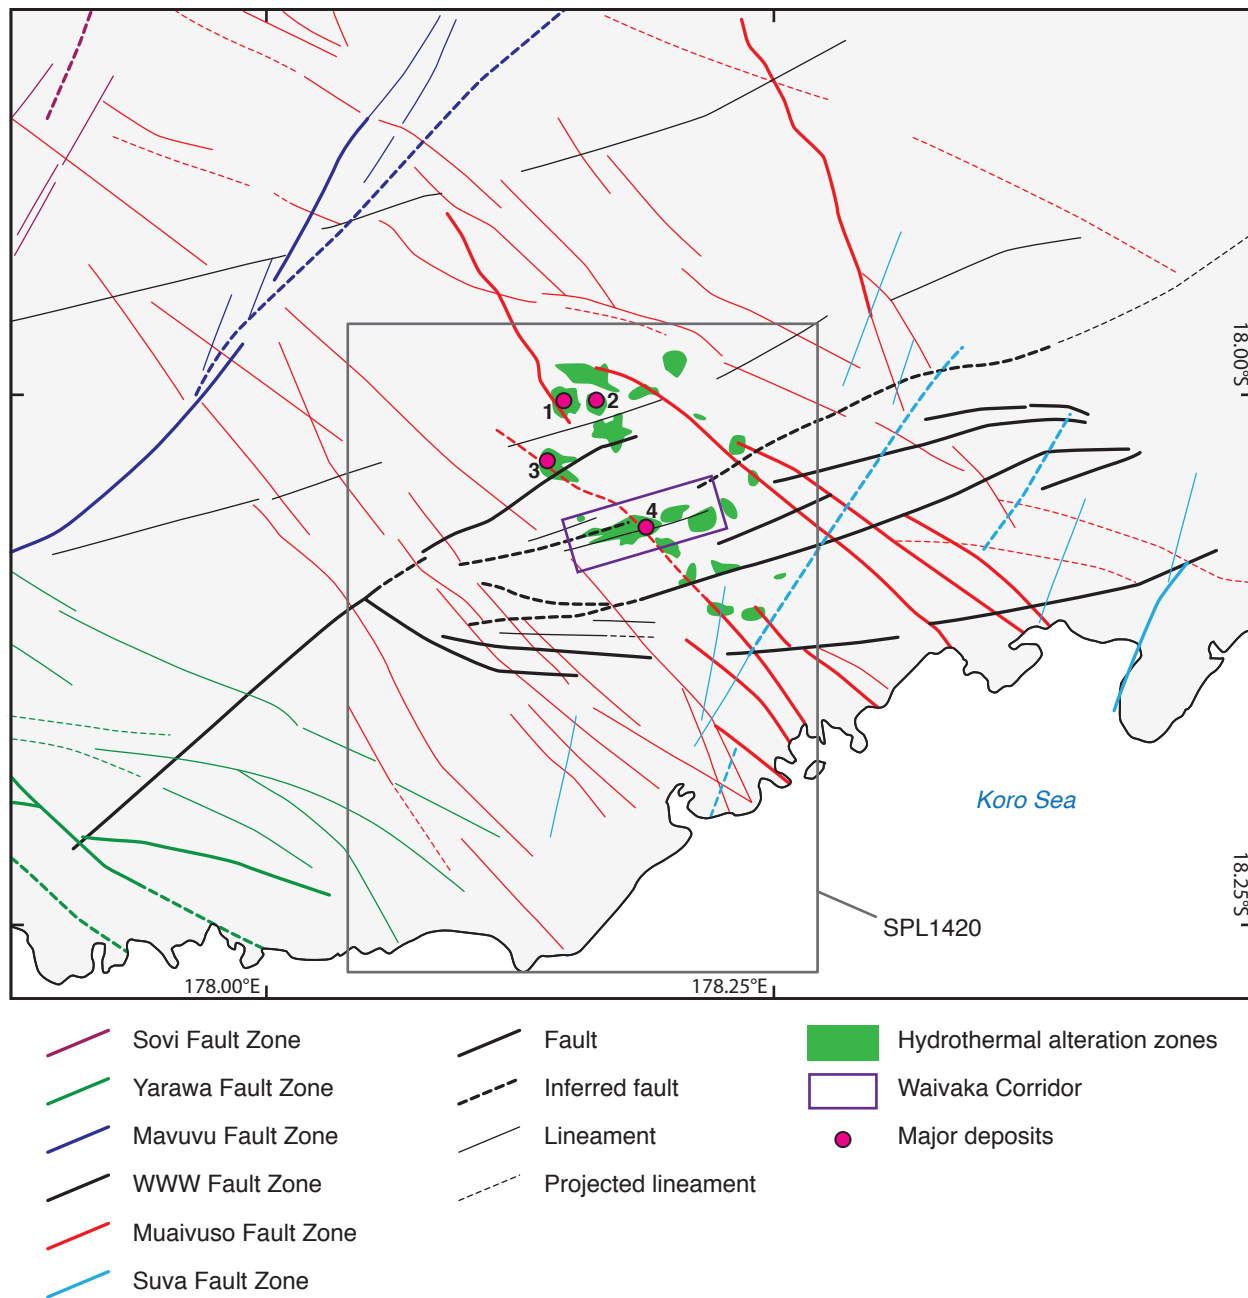 18.00°S
1
2
3
4
Koro Sea
18.25°S
SPL1420
178.00°E
178.25°E
Sovi Fault Zone
Yarawa Fault Zone
Mavuvu Fault Zone
WWW Fault Zone
Muaivuso Fault Zone
Suva Fault Zone
Fault
Inferred fault
Lineament
Projected lineament
Hydrothermal alteration zones
Waivaka Corridor
Major deposits